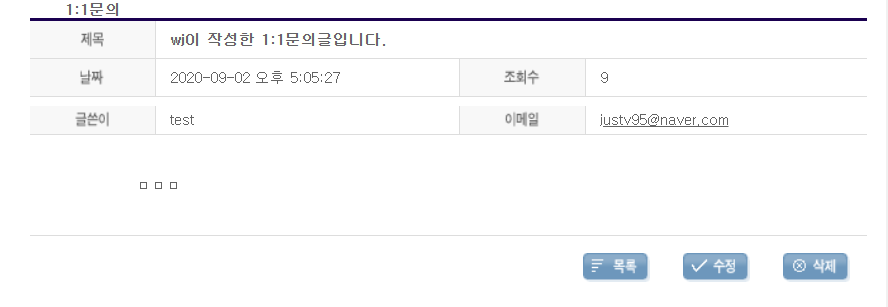 1:1문의
제목 wj이 작성한 1:1문의글입니다.
날짜 2020-09-02 오후 5:05:27 조회수 9
글쓴이 test 이메일 justv95@naver.com
ㅁ ㅁ ㅁ
목록 수정 삭제